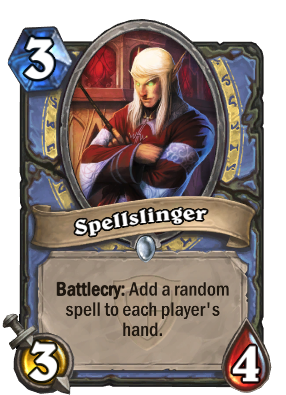 3
Spellslinger
Battlecry: Add a random
spell to each player's
hand.
3
4